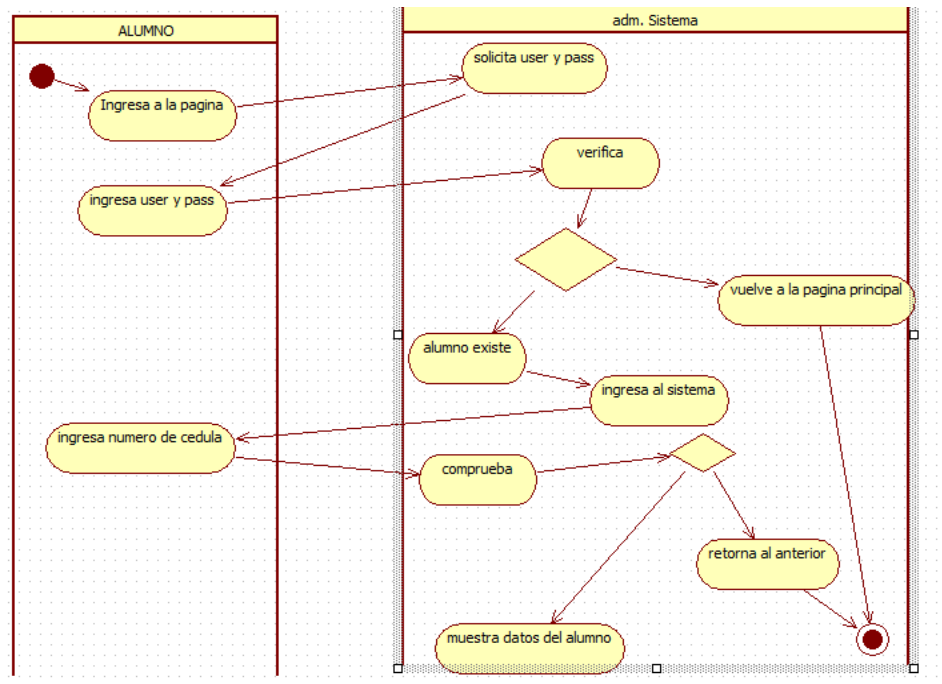 ALUMNO
adm. Sistema
solicita user y pass
Ingresa a la pagina
verifica
ingresa user y pass
vuelve a la pagina principal
alumno existe
ingresa al sistema
ingresa numero de cedula
comprueba
retorna al anterior
muestra datos del alumno